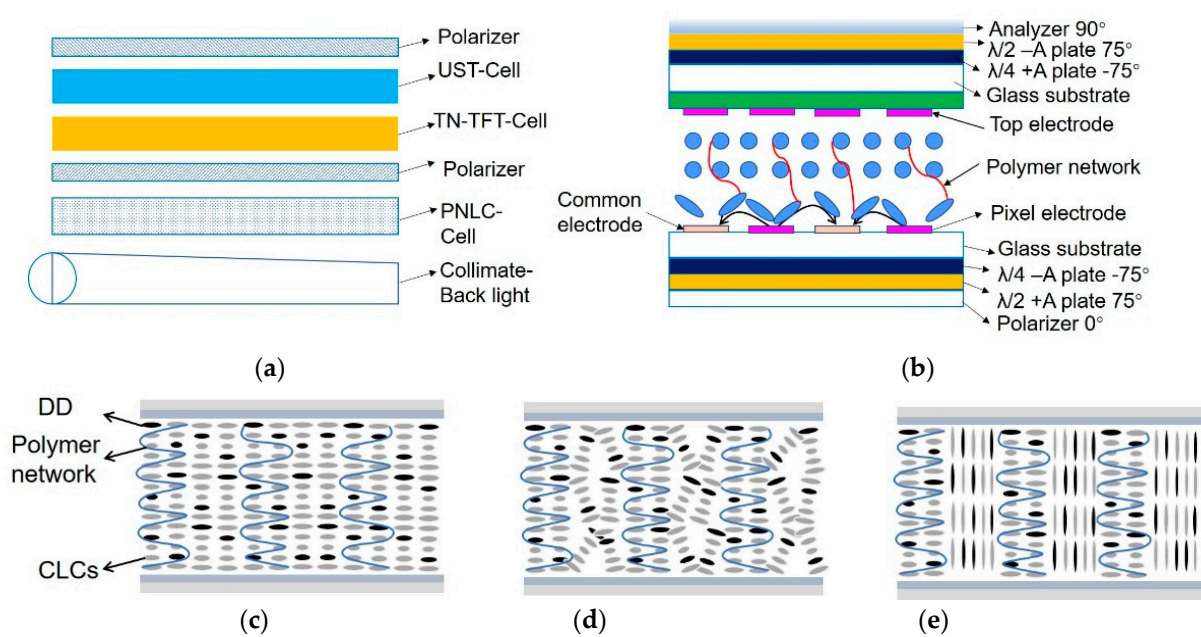 Polarizer
UST-Cell
TN-TFT-Cell
Polarizer
PNLC-
Cell
Collimate-
Back light
(a)
Analyzer 90°
λ/2 –A plate 75°
λ/4 +A plate -75°
Glass substrate
Top electrode
Polymer network
Common
electrode
Pixel electrode
Glass substrate
λ/4 –A plate -75°
λ/2 +A plate 75°
Polarizer 0°
(b)
DD
Polymer
network
CLCs
(c)
(d)
(e)